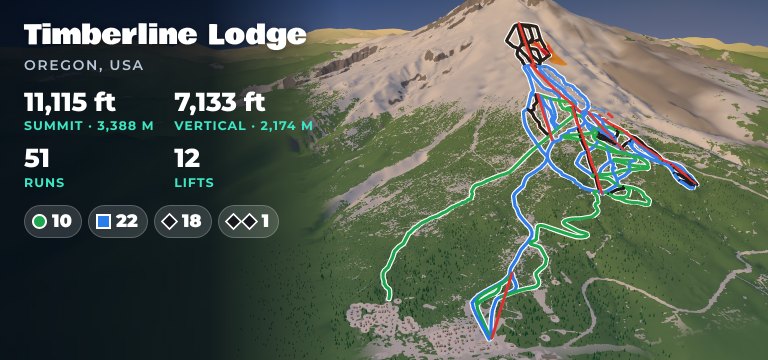 Timberline Lodge
OREGON, USA
11,115 ft 7,133 ft
SUMMIT · 3,388 M VERTICAL · 2,174 M
51 12
RUNS LIFTS
10 22 18 1